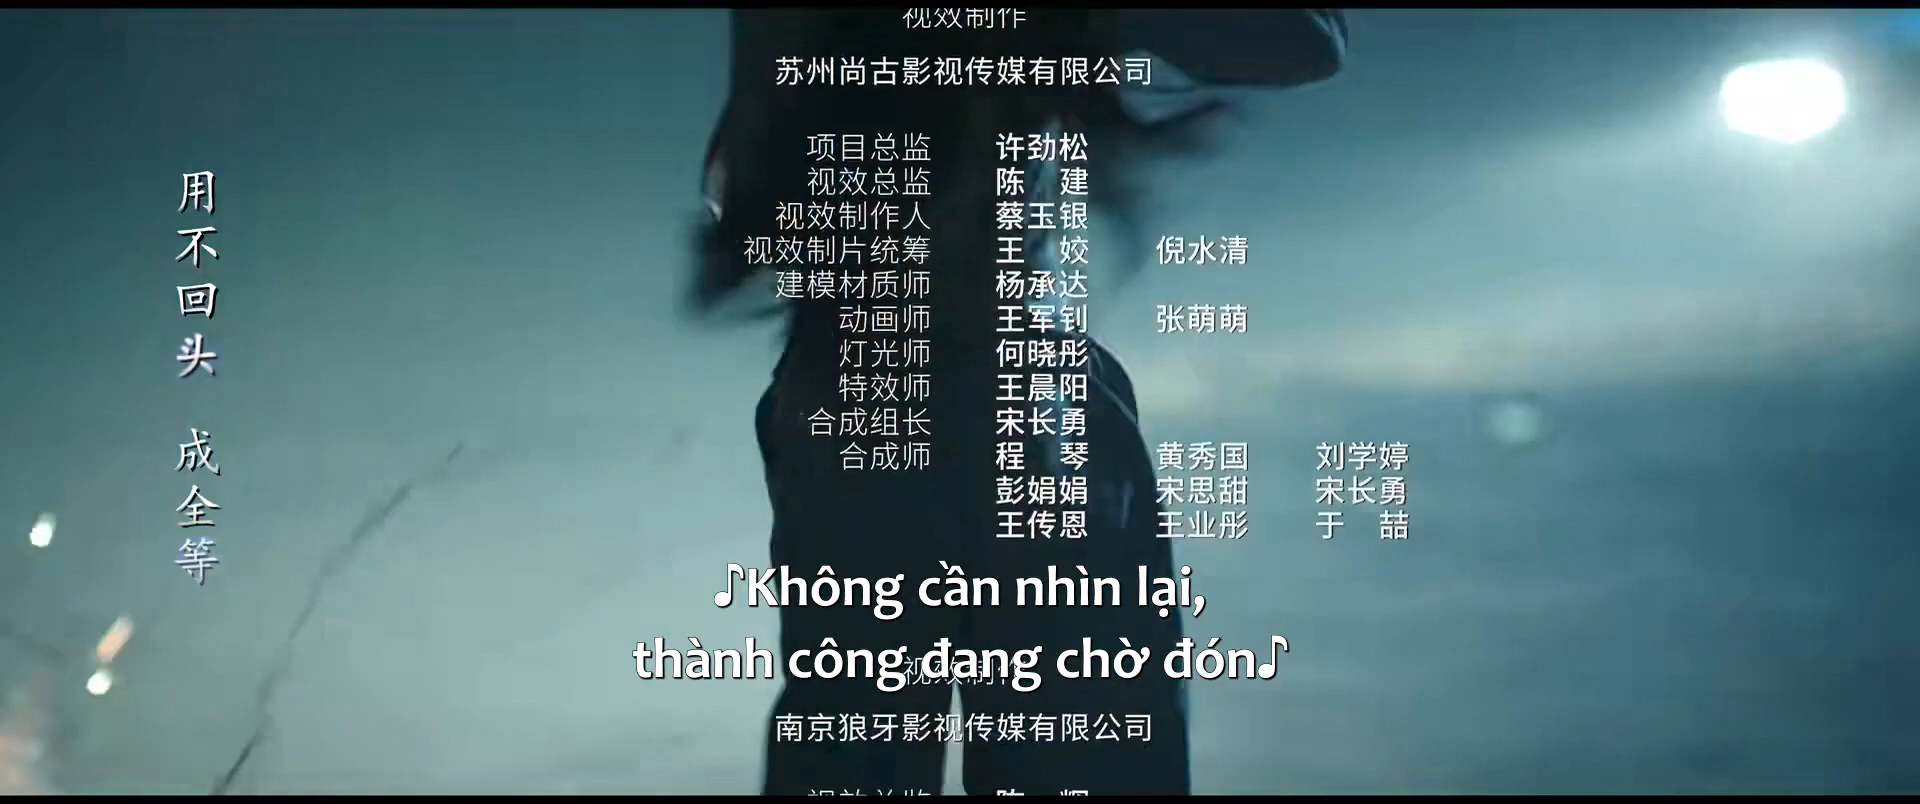 视效制作
苏州尚古影视传媒有限公司
项目总监 许劲松
视效总监 陈 建
视效制作人 蔡玉银
视效制片统筹 王 姣 倪水清
建模材质师 杨承达
动画师 王军钊 张萌萌
灯光师 何晓彤
特效师 王晨阳
合成组长 宋长勇
合成师 程 琴 黄秀国 刘学婷
彭娟娟 宋思甜 宋长勇
王传恩 王业彤 于 喆
用不回头 成全等
♪Không cần nhìn lại,
thành công đang chờ đón♪
视效制作
南京狼牙影视传媒有限公司
视效总监 陈 辉